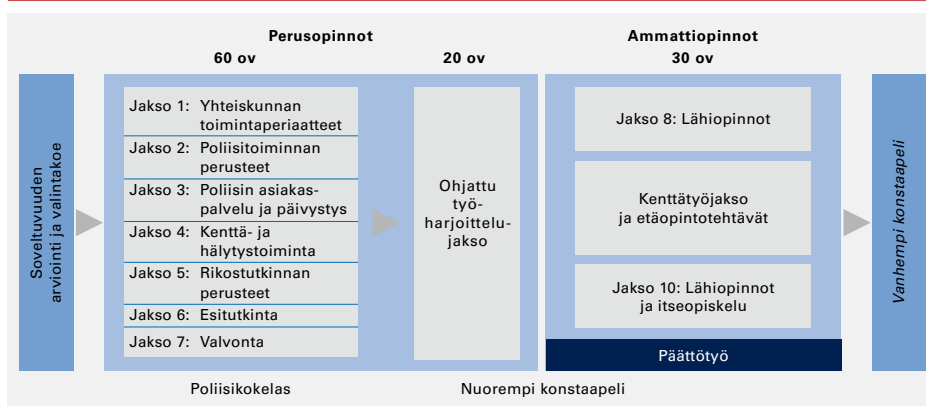 Perusopinnot
60 ov
20 ov
Ammattiopinnot
30 ov
Soveltuvuuden
arviointi ja valintakoe
Jakso 1: Yhteiskunnan
toimintaperiaatteet
Jakso 2: Poliisitoiminnan
perusteet
Jakso 3: Poliisin asiakas-
palvelu ja päivystys
Jakso 4: Kenttä- ja
hälytystoiminta
Jakso 5: Rikostutkinnan
perusteet
Jakso 6: Esitutkinta
Jakso 7: Valvonta
Ohjattu
työ-
harjoittelu-
jakso
Jakso 8: Lähiopinnot
Kenttätyöjakso
ja etäopintotehtävät
Jakso 10: Lähiopinnot
ja itseopiskelu
Päättötyö
Vanhempi konstaapeli
Poliisikokelas
Nuorempi konstaapeli